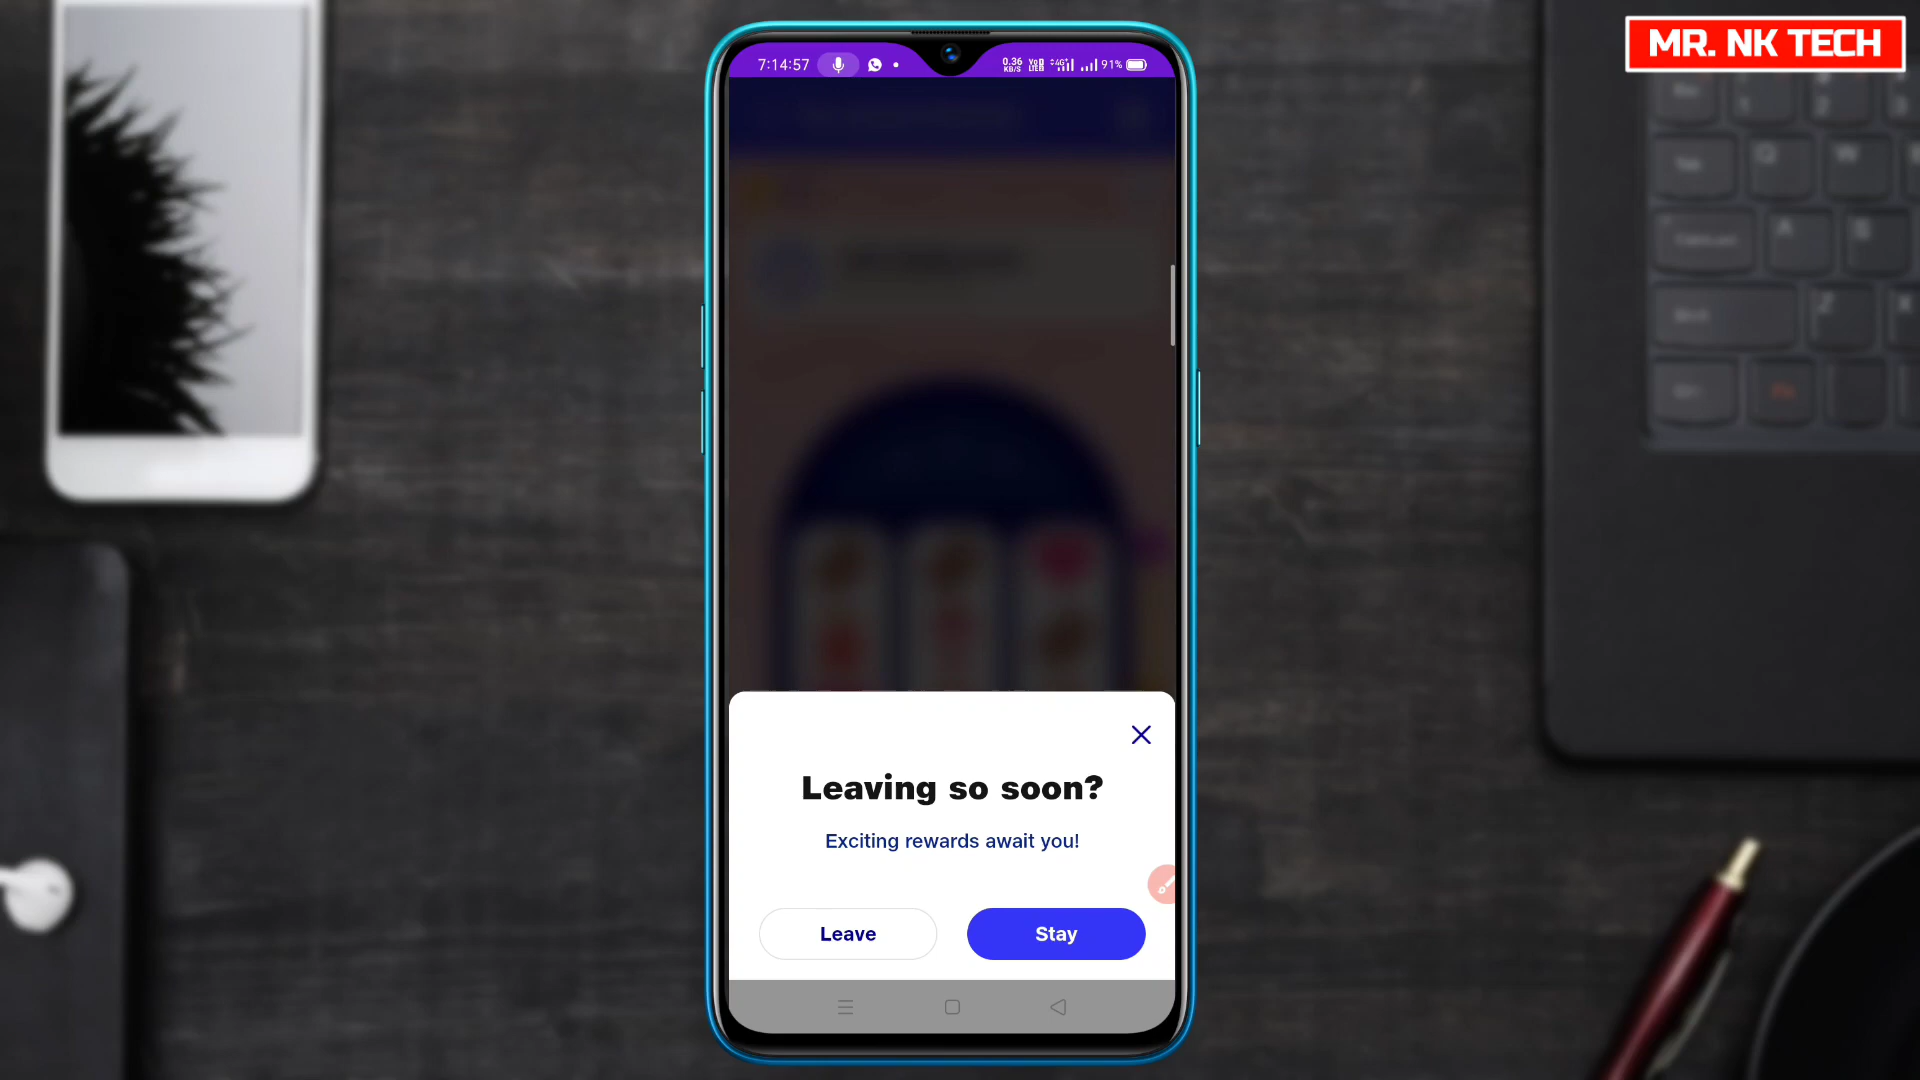 MR. NK TECH
7:14:57
0.36 KB/S
4G+
91%
Leaving so soon?
Exciting rewards await you!
Leave
Stay
Q
W
A
S
Z
X